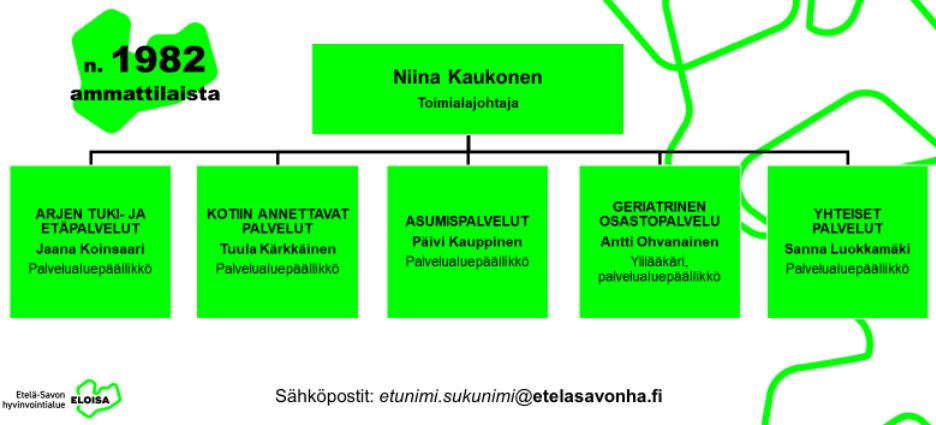 n. 1982
ammattilaista
Niina Kaukonen
Toimialajohtaja
ARJEN TUKI- JA
ETÄPALVELUT
Jaana Koinsaari
Palvelualuepäällikkö
KOTIIN ANNETTAVAT
PALVELUT
Tuula Kärkkäinen
Palvelualuepäällikkö
ASUMISPALVELUT
Päivi Kauppinen
Palvelualuepäällikkö
GERIATRINEN
OSASTOPALVELU
Antti Ohvanainen
Ylilääkäri,
palvelualuepäällikkö
YHTEISET
PALVELUT
Sanna Luokkamäki
Palvelualuepäällikkö
Etelä-Savon
hyvinvointialue
ELOISA
Sähköpostit: etunimi.sukunimi@etelasavonha.fi